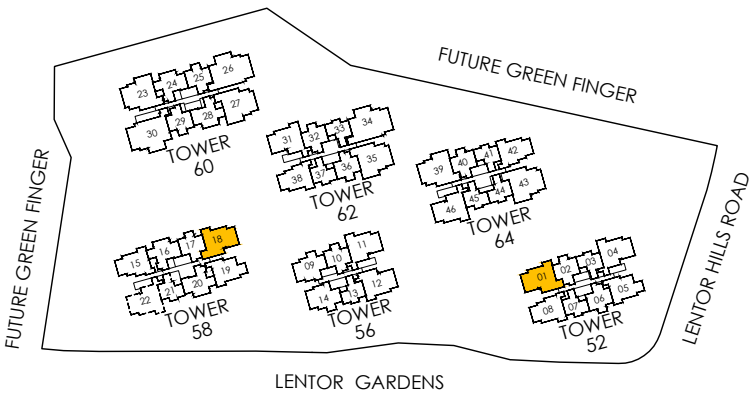 FUTURE GREEN FINGER
23 24 25 26
30 29 28 27
TOWER
60
31 32 33 34
38 37 36 35
TOWER
62
39 40 41 42
46 45 44 43
TOWER
64
FUTURE GREEN FINGER
15 16 17 18
22 21 20 19
TOWER
58
09 10 11
14 13 12
TOWER
56
01 02 03 04
08 07 06 05
TOWER
52
LENTOR HILLS ROAD
LENTOR GARDENS